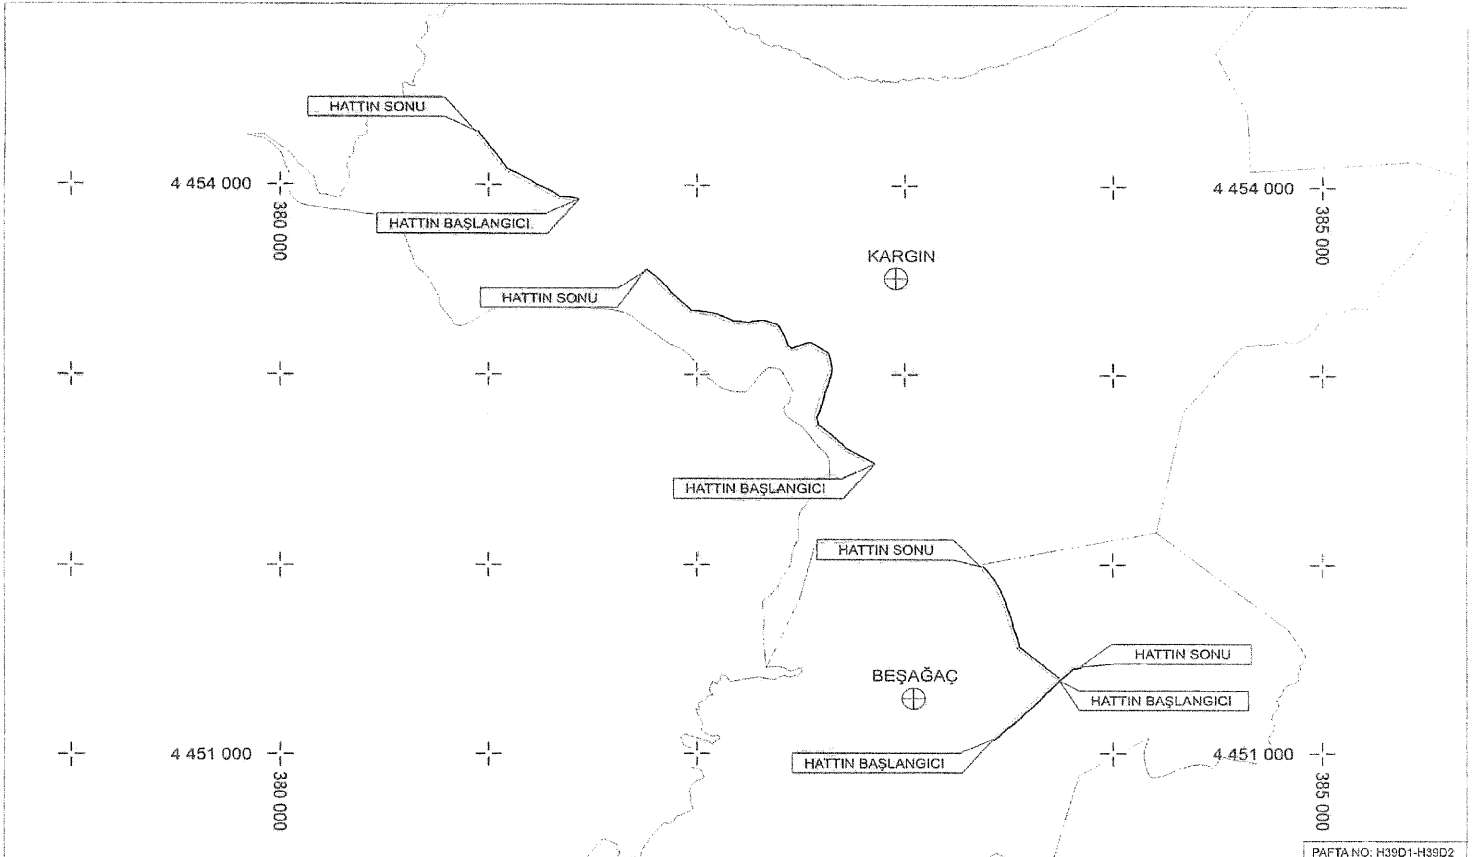 HATTIN SONU
4 454 000
4 454 000
380 000
385 000
HATTIN BAŞLANGICI
KARGIN
HATTIN SONU
HATTIN BAŞLANGICI
HATTIN SONU
HATTIN SONU
BEŞAĞAÇ
HATTIN BAŞLANGICI
4 451 000
4 451 000
HATTIN BAŞLANGICI
380 000
385 000
PAFTA NO: H39D1-H39D2